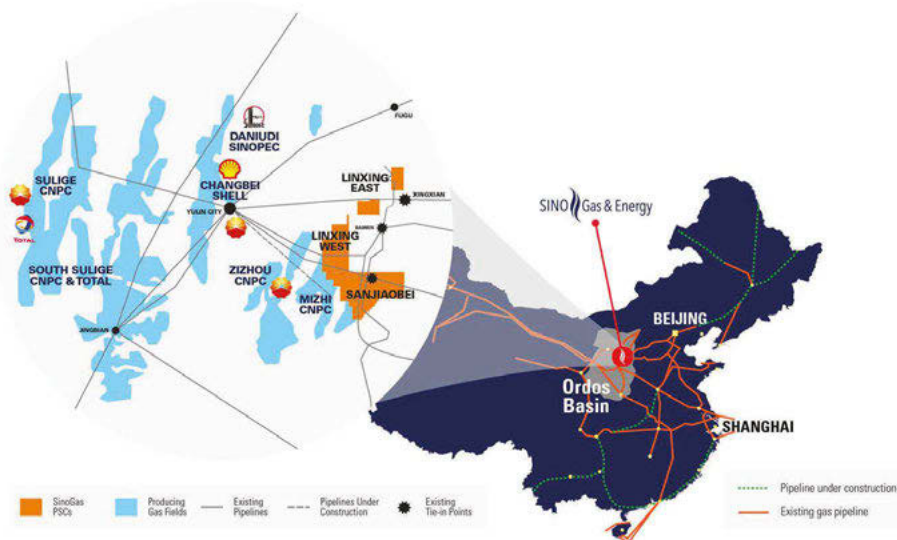 FUGU
DANIUDI
SINOPEC
SULIGE
CNPC
TOTAL
CHANGBEI
SHELL
YULIN CITY
LINXING
EAST
XINGXIAN
LINXING
WEST
SOUTH SULIGE
CNPC & TOTAL
ZIZHOU
CNPC
MIZHI
CNPC
SANJIAOBEI
JINGBIAN
SINO Gas & Energy
BEIJING
Ordos
Basin
SHANGHAI
SinoGas
PSCs
Producing
Gas Fields
Existing
Pipelines
Pipelines Under
Construction
Existing
Tie-in Points
Pipeline under construction
Existing gas pipeline